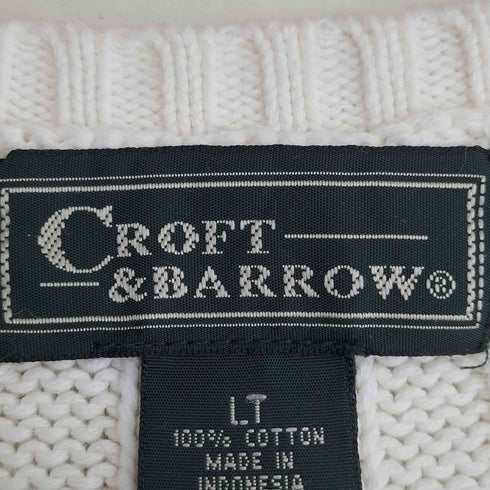 CROFT
&BARROW®
LT
100% COTTON
MADE IN
INDONESIA